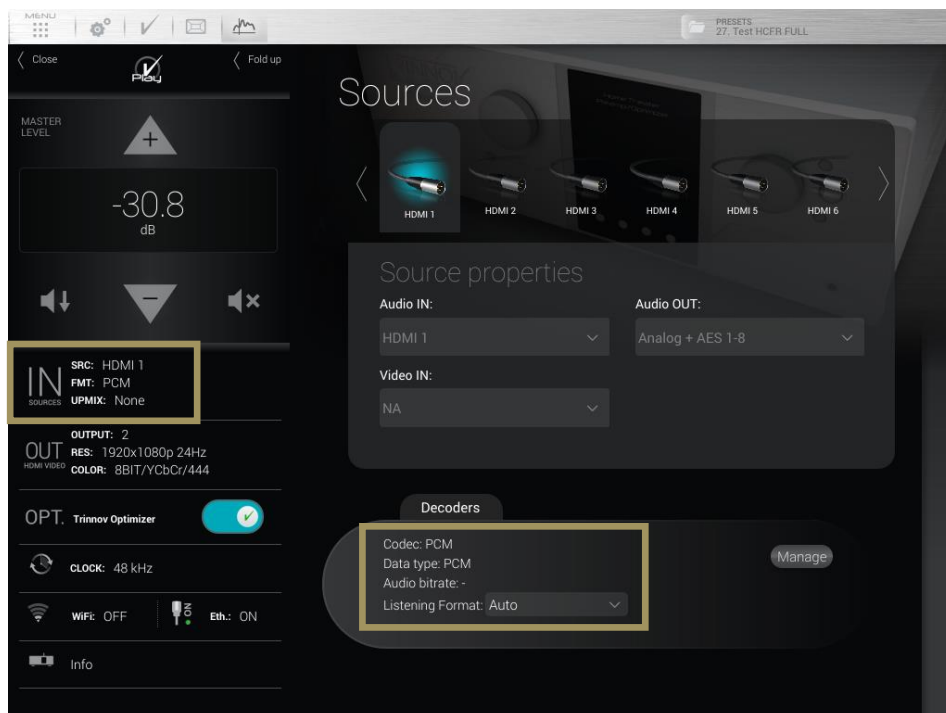 MENU
PRESETS
27. Test HCFR FULL
Close
Play
Fold up
MASTER
LEVEL
+
-30.8
dB
−
IN
SOURCES
SRC: HDMI 1
FMT: PCM
UPMIX: None
OUT
HDMI VIDEO
OUTPUT: 2
RES: 1920x1080p 24Hz
COLOR: 8BIT/YCbCr/444
OPT. Trinnov Optimizer
CLOCK: 48 kHz
WiFi: OFF
ON
Eth.: ON
Info
Sources
HDMI 1
HDMI 2
HDMI 3
HDMI 4
HDMI 5
HDMI 6
Source properties
Audio IN:
Audio OUT:
HDMI 1
Analog + AES 1-8
Video IN:
NA
Decoders
Codec: PCM
Data type: PCM
Audio bitrate: -
Listening Format: Auto
Manage